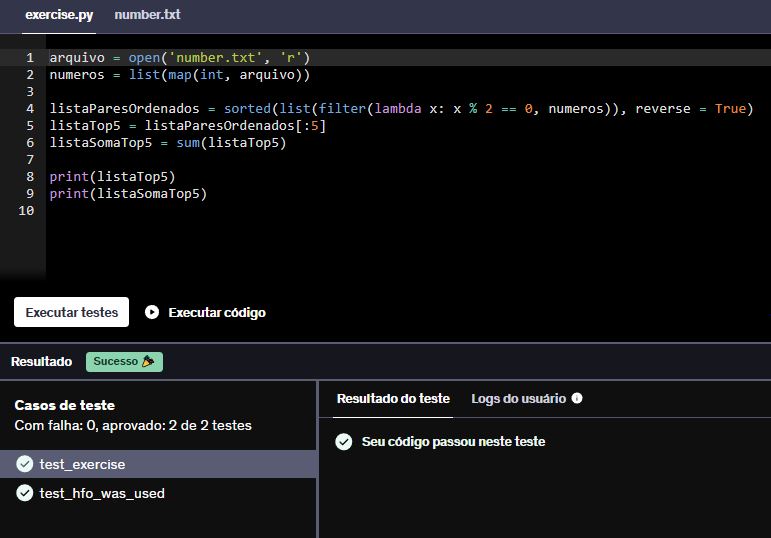 exercise.py number.txt
1 arquivo = open('number.txt', 'r')
2 numeros = list(map(int, arquivo))
3
4 listaParesOrdenados = sorted(list(filter(lambda x: x % 2 == 0, numeros)), reverse = True)
5 listaTop5 = listaParesOrdenados[:5]
6 listaSomaTop5 = sum(listaTop5)
7
8 print(listaTop5)
9 print(listaSomaTop5)
10
Executar testes Executar código
Resultado Sucesso 🎉
Casos de teste
Com falha: 0, aprovado: 2 de 2 testes
test_exercise
test_hfo_was_used
Resultado do teste Logs do usuário
Seu código passou neste teste